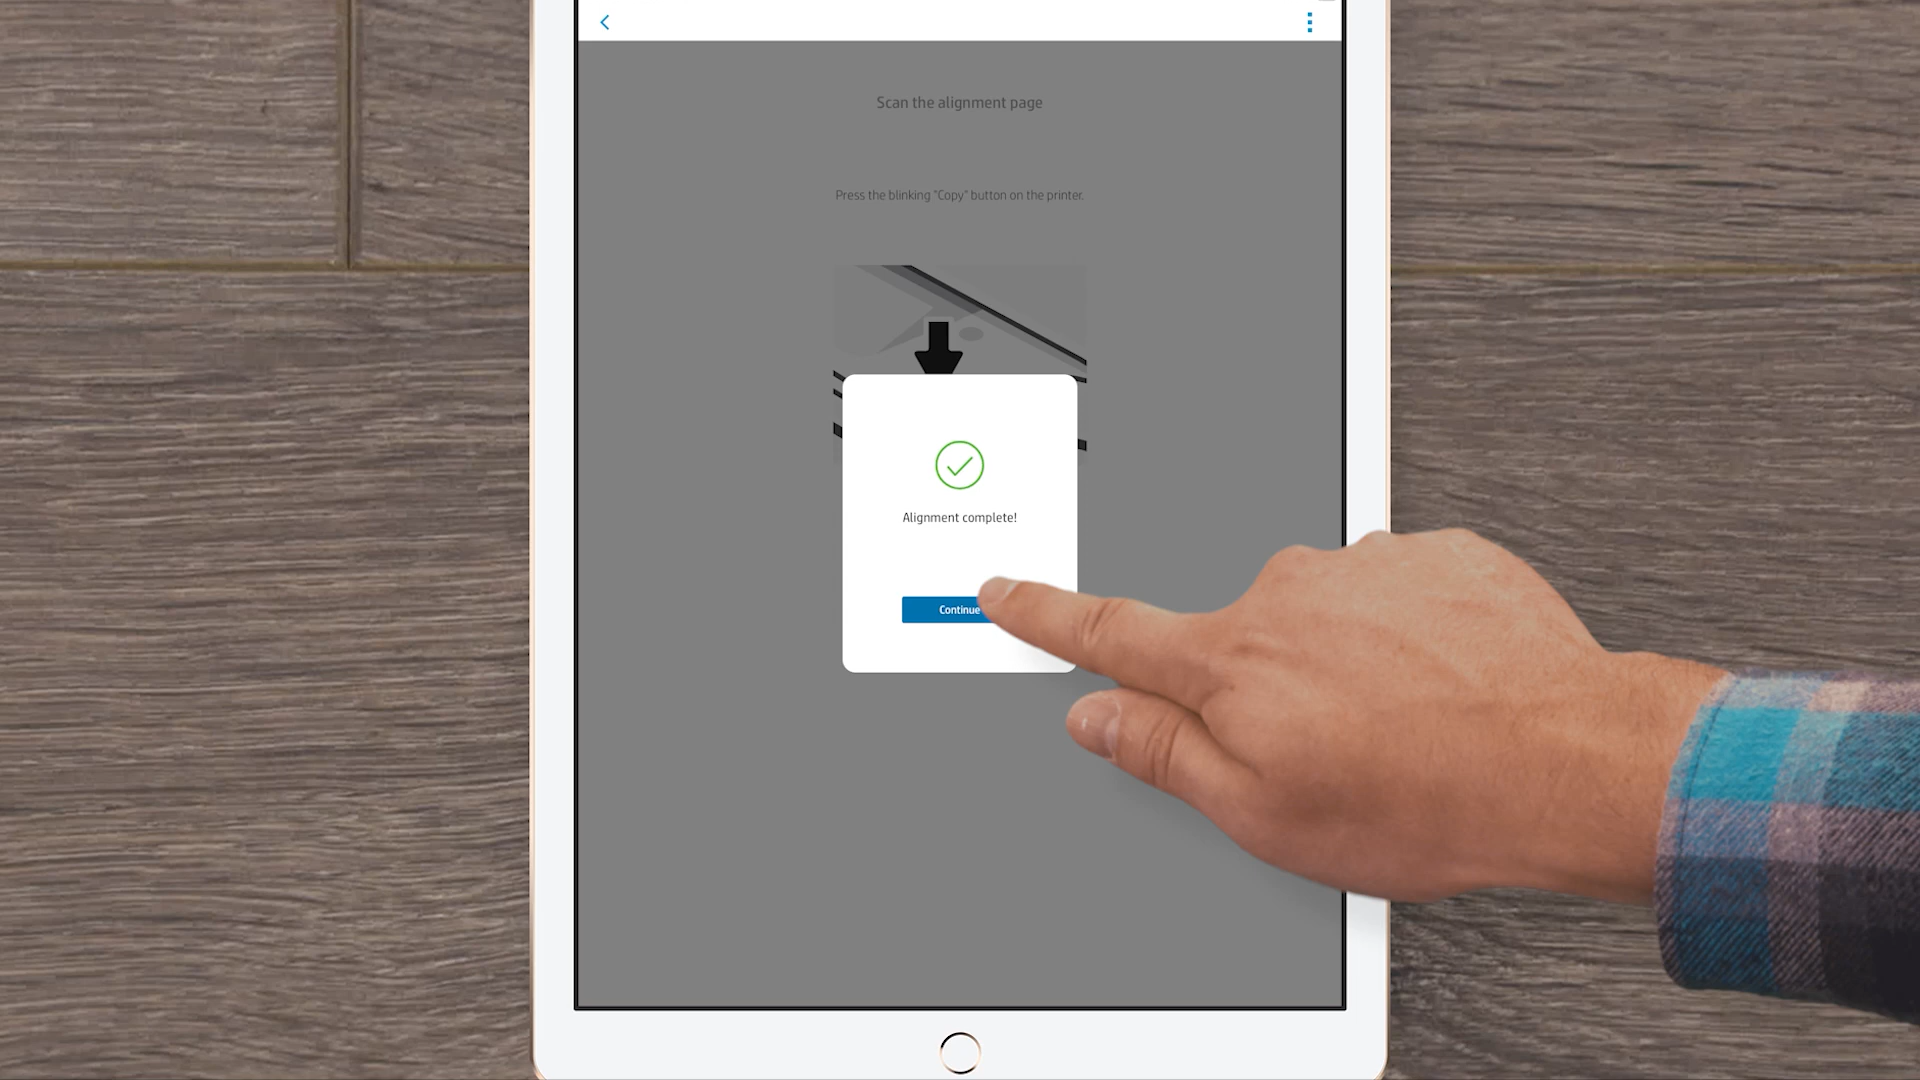 Scan the alignment page
Press the blinking "Copy" button on the printer.
Alignment complete!
Continue